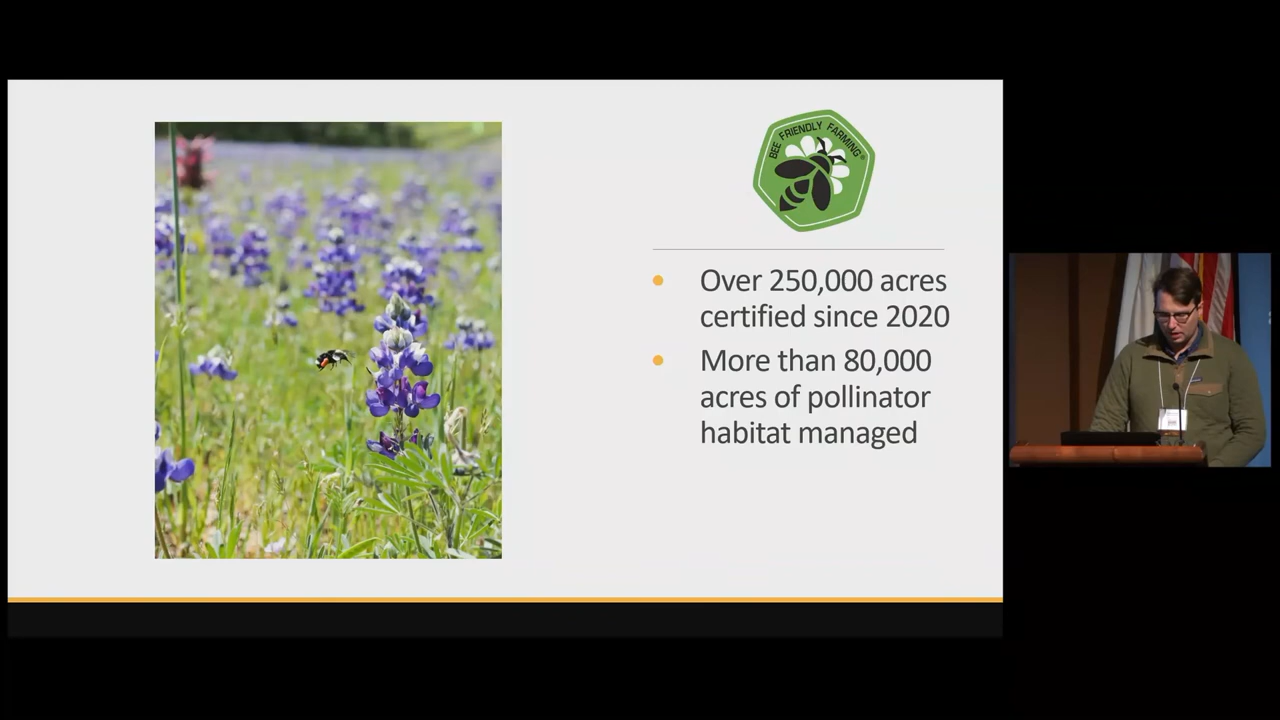 BEE FRIENDLY FARMING®
Over 250,000 acres
certified since 2020
More than 80,000
acres of pollinator
habitat managed